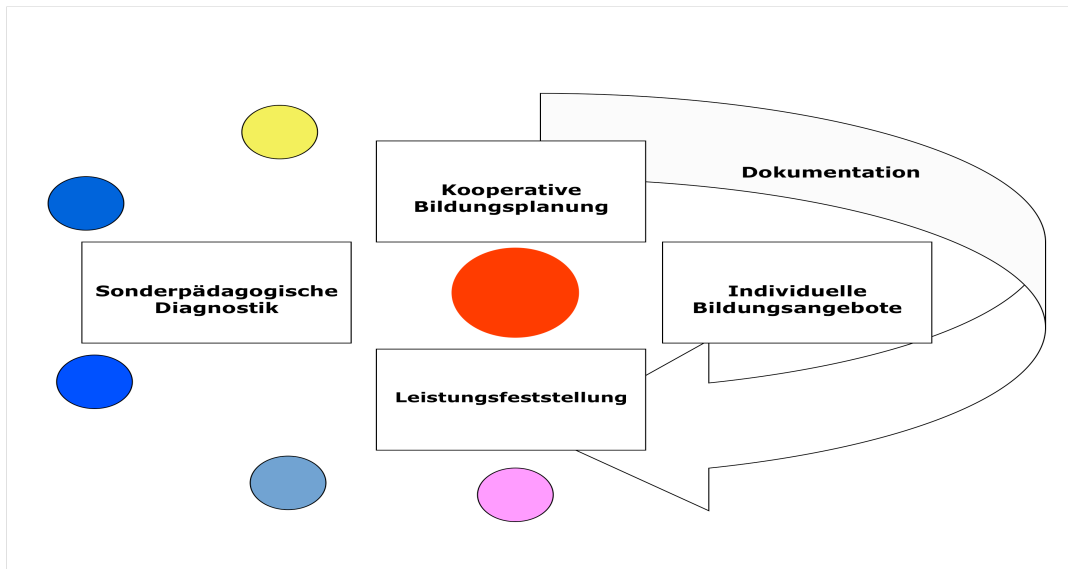 Dokumentation
Kooperative
Bildungsplanung
Sonderpädagogische
Diagnostik
Individuelle
Bildungsangebote
Leistungsfeststellung